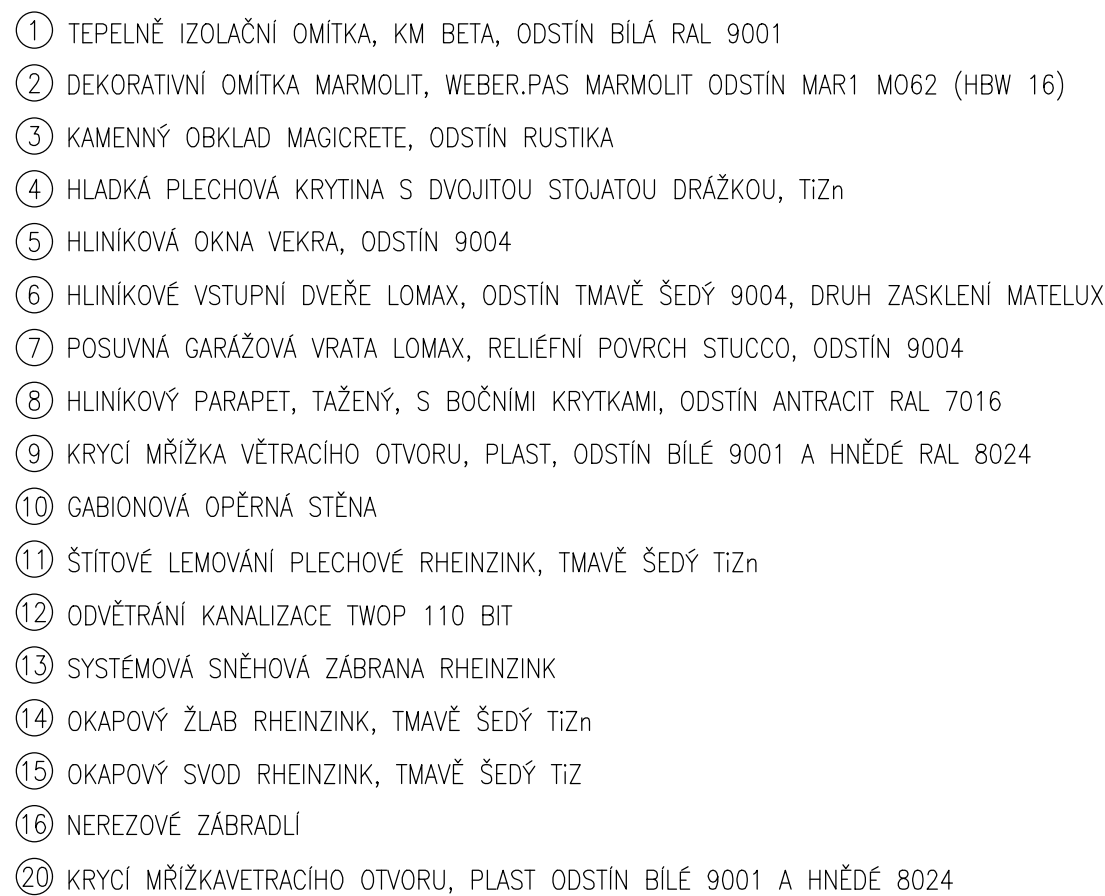 1 TEPELNĚ IZOLAČNÍ OMÍTKA, KM BETA, ODSTÍN BÍLÁ RAL 9001
2 DEKORATIVNÍ OMÍTKA MARMOLIT, WEBER.PAS MARMOLIT ODSTÍN MAR1 MO62 (HBW 16)
3 KAMENNÝ OBKLAD MAGICRETE, ODSTÍN RUSTIKA
4 HLADKÁ PLECHOVÁ KRYTINA S DVOJITOU STOJATOU DRÁŽKOU, TiZn
5 HLINÍKOVÁ OKNA VEKRA, ODSTÍN 9004
6 HLINÍKOVÉ VSTUPNÍ DVEŘE LOMAX, ODSTÍN TMAVĚ ŠEDÝ 9004, DRUH ZASKLENÍ MATELUX
7 POSUVNÁ GARÁŽOVÁ VRATA LOMAX, RELIÉFNÍ POVRCH STUCCO, ODSTÍN 9004
8 HLINÍKOVÝ PARAPET, TAŽENÝ, S BOČNÍMI KRYTKAMI, ODSTÍN ANTRACIT RAL 7016
9 KRYCÍ MŘÍŽKA VĚTRACÍHO OTVORU, PLAST, ODSTÍN BÍLÉ 9001 A HNĚDÉ RAL 8024
10 GABIONOVÁ OPĚRNÁ STĚNA
11 ŠTÍTOVÉ LEMOVÁNÍ PLECHOVÉ RHEINZINK, TMAVĚ ŠEDÝ TiZn
12 ODVĚTRÁNÍ KANALIZACE TWOP 110 BIT
13 SYSTÉMOVÁ SNĚHOVÁ ZÁBRANA RHEINZINK
14 OKAPOVÝ ŽLAB RHEINZINK, TMAVĚ ŠEDÝ TiZn
15 OKAPOVÝ SVOD RHEINZINK, TMAVĚ ŠEDÝ TiZ
16 NEREZOVÉ ZÁBRADLÍ
20 KRYCÍ MŘÍŽKAVETRACÍHO OTVORU, PLAST ODSTÍN BÍLÉ 9001 A HNĚDÉ 8024